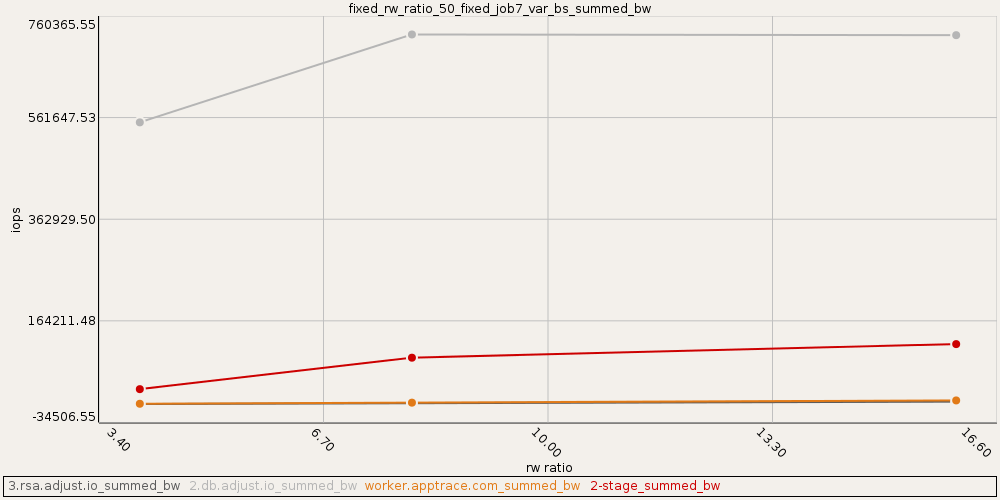 fixed_rw_ratio_50_fixed_job7_var_bs_summed_bw
760365.55
561647.53
iops
362929.50
164211.48
-34506.55
3.40 6.70 10.00 13.30 16.60
rw ratio
3.rsa.adjust.io_summed_bw 2.db.adjust.io_summed_bw worker.apptrace.com_summed_bw 2-stage_summed_bw